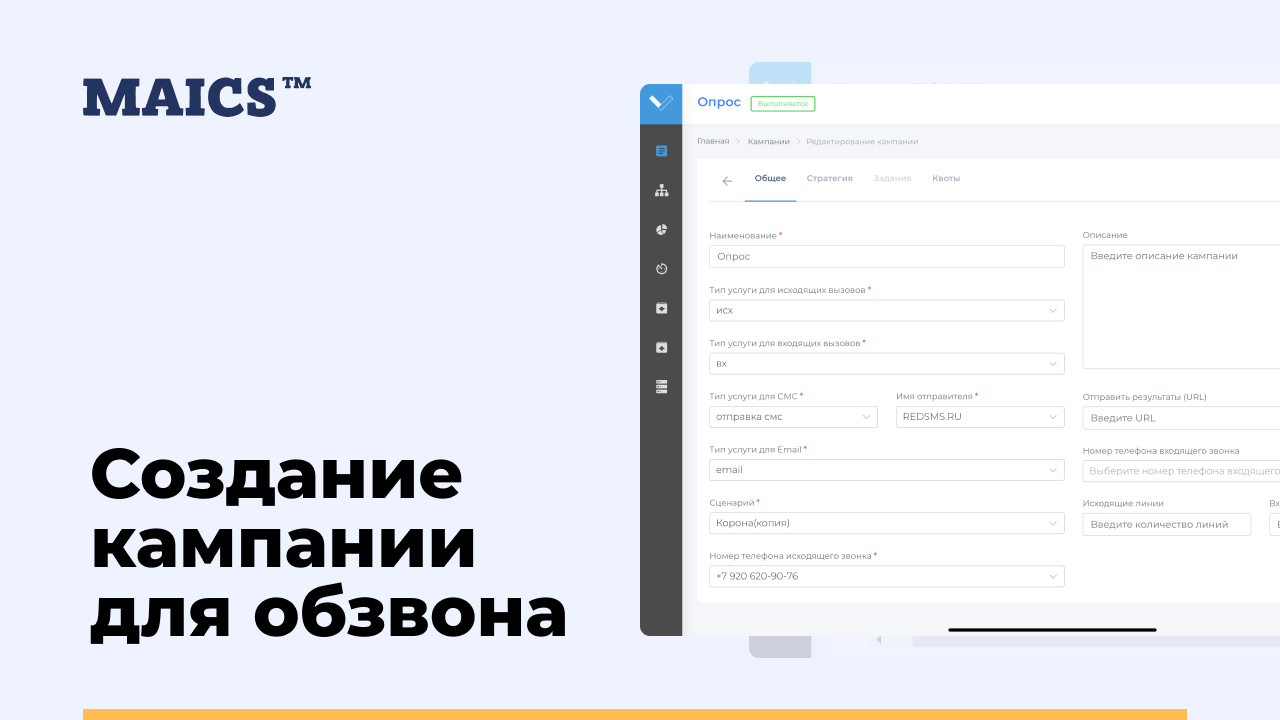 MAICS™
Создание
кампании
для обзвона
Опрос
Выполняется
Главная
Кампании
Редактирование кампании
Общее
Стратегия
Задания
Квоты
Наименование *
Опрос
Описание
Введите описание кампании
Тип услуги для исходящих вызовов *
исх
Тип услуги для входящих вызовов *
вх
Тип услуги для СМС *
отправка смс
Имя отправителя *
REDSMS.RU
Отправить результаты (URL)
Введите URL
Тип услуги для Email *
email
Номер телефона входящего звонка
Выберите номер телефона входящего
Сценарий *
Корона(копия)
Исходящие линии
Введите количество линий
Вх
Номер телефона исходящего звонка *
+7 920 620-90-76